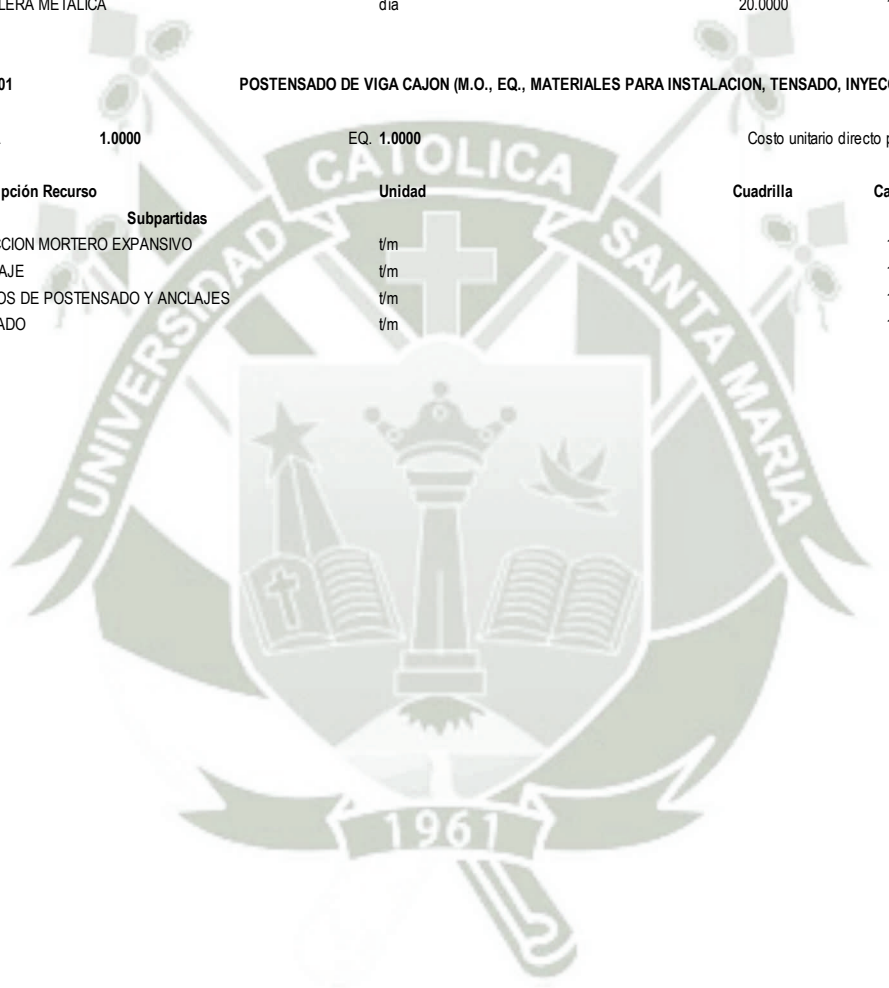 LERA METALICA día 20.0000
01 POSTENSADO DE VIGA CAJON (M.O., EQ., MATERIALES PARA INSTALACION, TENSADO, INYECC
1.0000 EQ. 1.0000 Costo unitario directo p
pción Recurso Unidad Cuadrilla Ca
Subpartidas
CCION MORTERO EXPANSIVO t/m
AJE t/m
OS DE POSTENSADO Y ANCLAJES t/m
ADO t/m
UNIVERSIDAD CATOLICA SANTA MARIA
1961